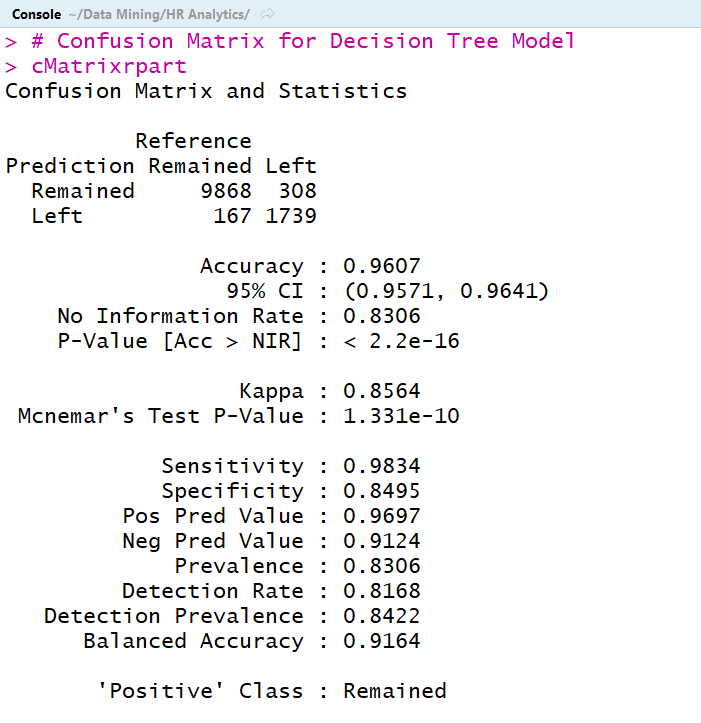 Console ~/Data Mining/HR Analytics/
> # Confusion Matrix for Decision Tree Model
> cMatrixrpart
Confusion Matrix and Statistics
Reference
Prediction Remained Left
Remained 9868 308
Left 167 1739
Accuracy : 0.9607
95% CI : (0.9571, 0.9641)
No Information Rate : 0.8306
P-Value [Acc > NIR] : < 2.2e-16
Kappa : 0.8564
Mcnemar's Test P-Value : 1.331e-10
Sensitivity : 0.9834
Specificity : 0.8495
Pos Pred Value : 0.9697
Neg Pred Value : 0.9124
Prevalence : 0.8306
Detection Rate : 0.8168
Detection Prevalence : 0.8422
Balanced Accuracy : 0.9164
'Positive' Class : Remained